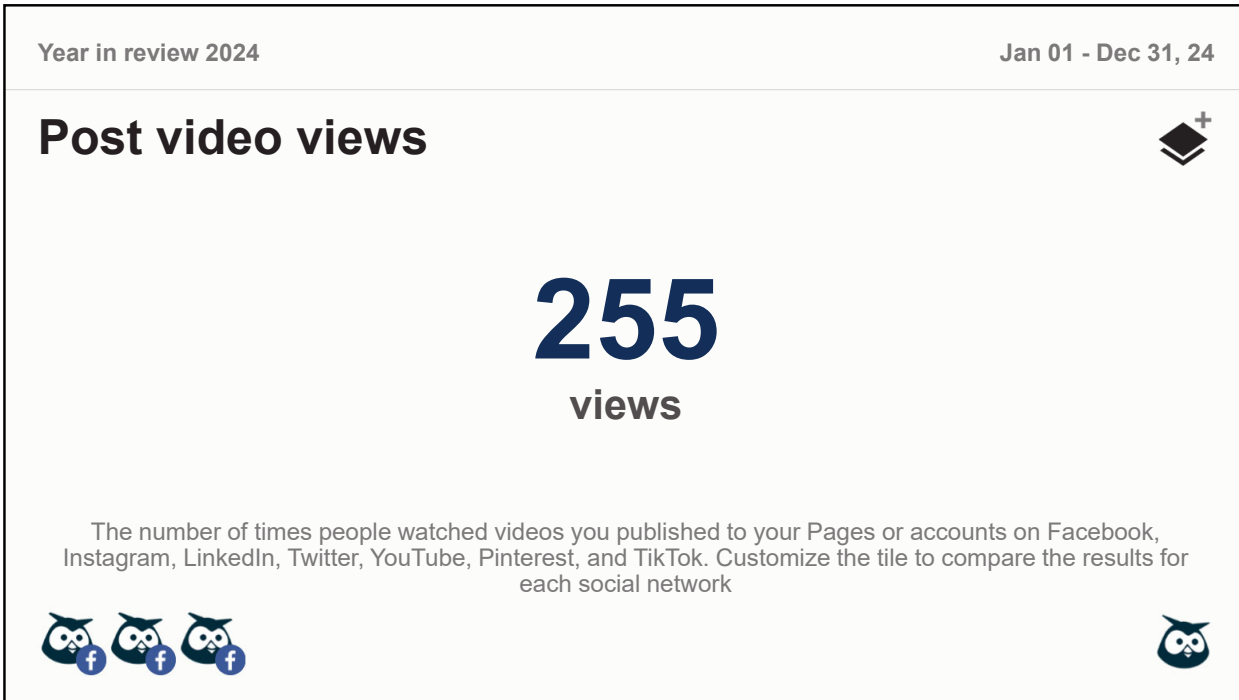 Year in review 2024
Jan 01 - Dec 31, 24
Post video views
255
views
The number of times people watched videos you published to your Pages or accounts on Facebook,
Instagram, LinkedIn, Twitter, YouTube, Pinterest, and TikTok. Customize the tile to compare the results for
each social network